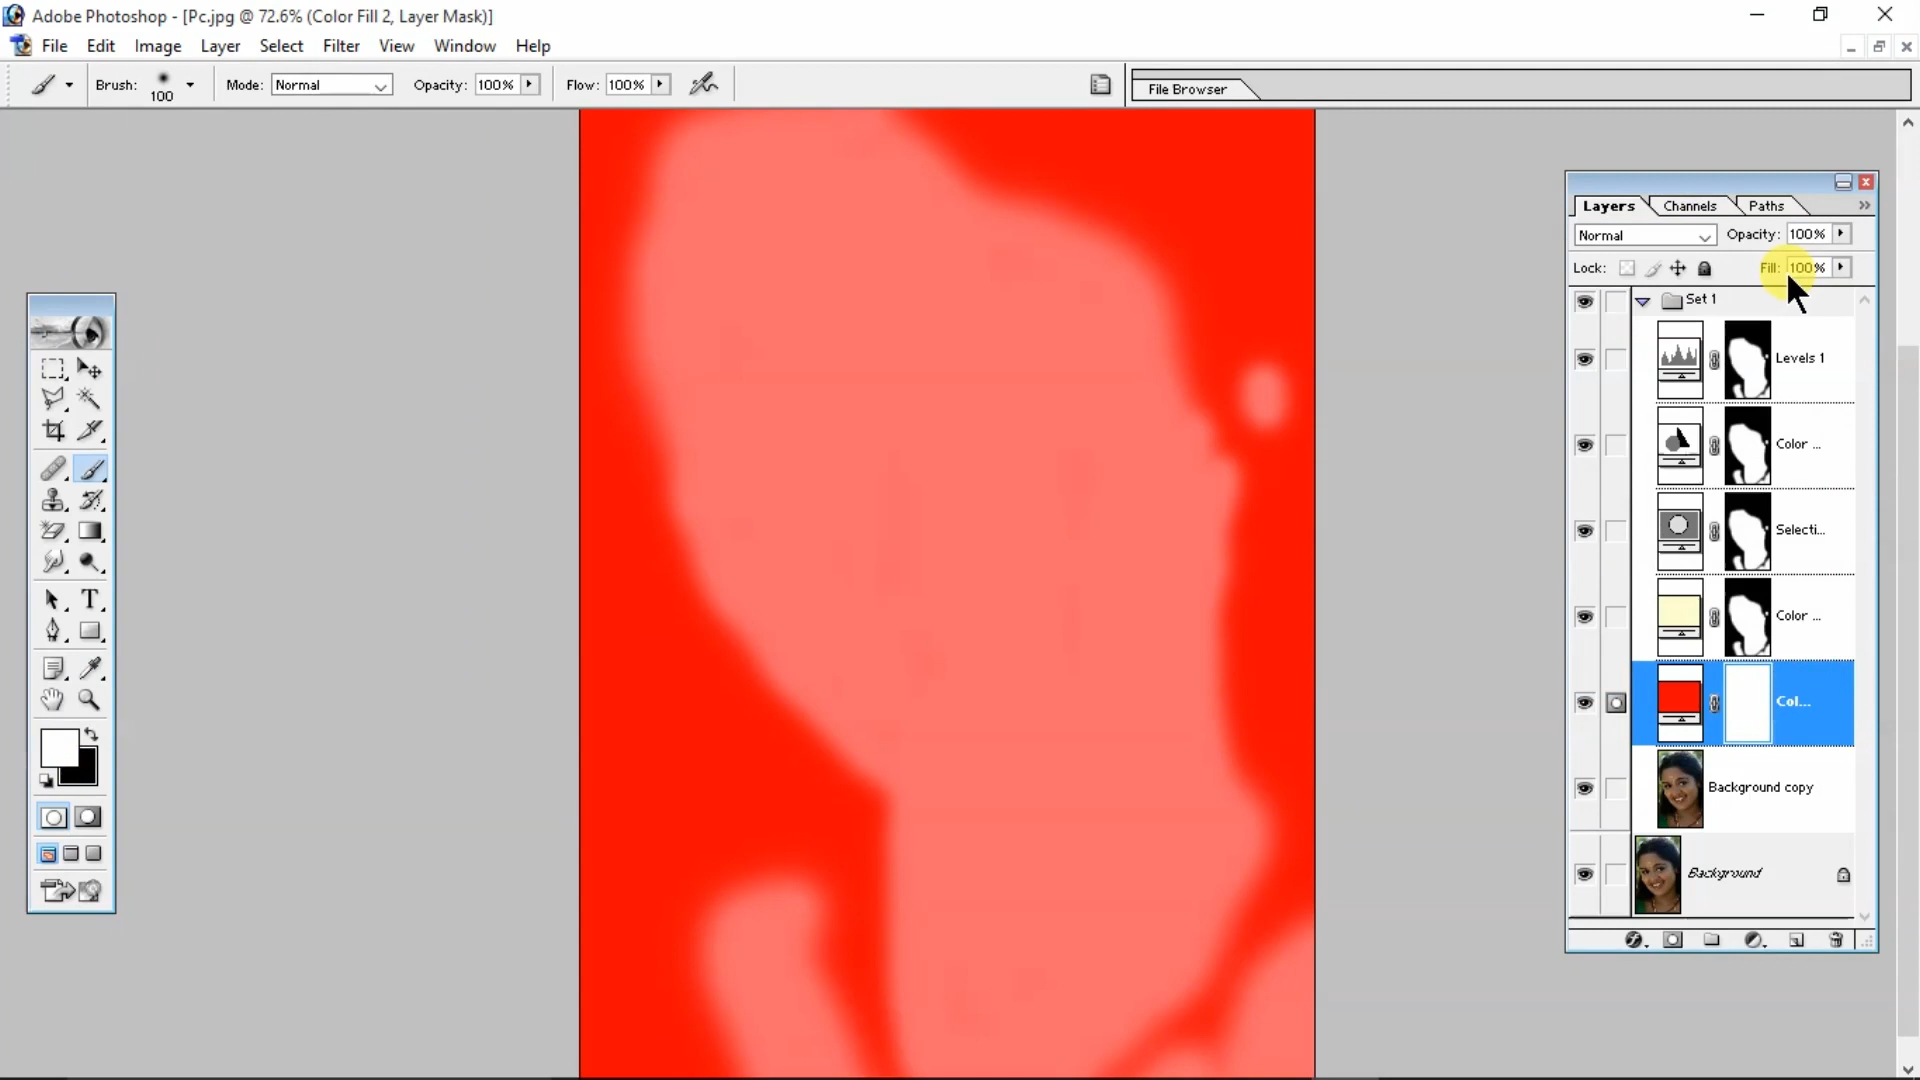 Adobe Photoshop - [Pc.jpg @ 72.6% (Color Fill 2, Layer Mask)]
File Edit Image Layer Select Filter View Window Help
Brush: 100 Mode: Normal Opacity: 100% Flow: 100% File Browser
Layers Channels Paths
Normal Opacity: 100%
Lock: Fill: 100%
Set 1
Levels 1
Color ...
Selecti...
Color ...
Col...
Background copy
Background
T